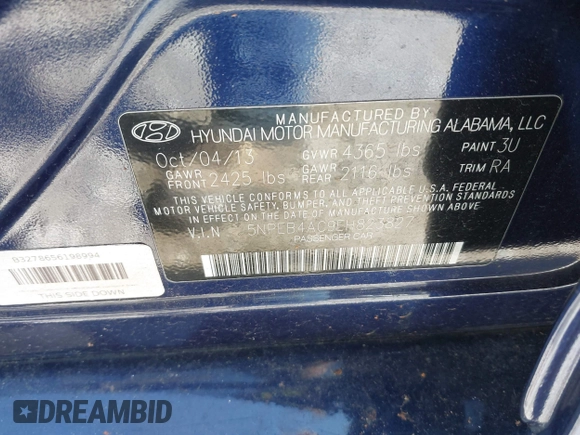 MANUFACTURED BY
HYUNDAI MOTOR MANUFACTURING ALABAMA, LLC
Oct/04/13 GVWR 4365 lbs PAINT 3U
GAWR FRONT 2425 lbs GAWR REAR 2116 lbs TRIM RA
THIS VEHICLE CONFORMS TO ALL APPLICABLE U.S.A. FEDERAL
MOTOR VEHICLE SAFETY, BUMPER, AND THEFT PREVENTION STANDARDS
IN EFFECT ON THE DATE OF MANUFACTURE SHOWN ABOVE.
V.I.N
PASSENGER CAR
B3278656198994
THIS SIDE DOWN
DREAMBID